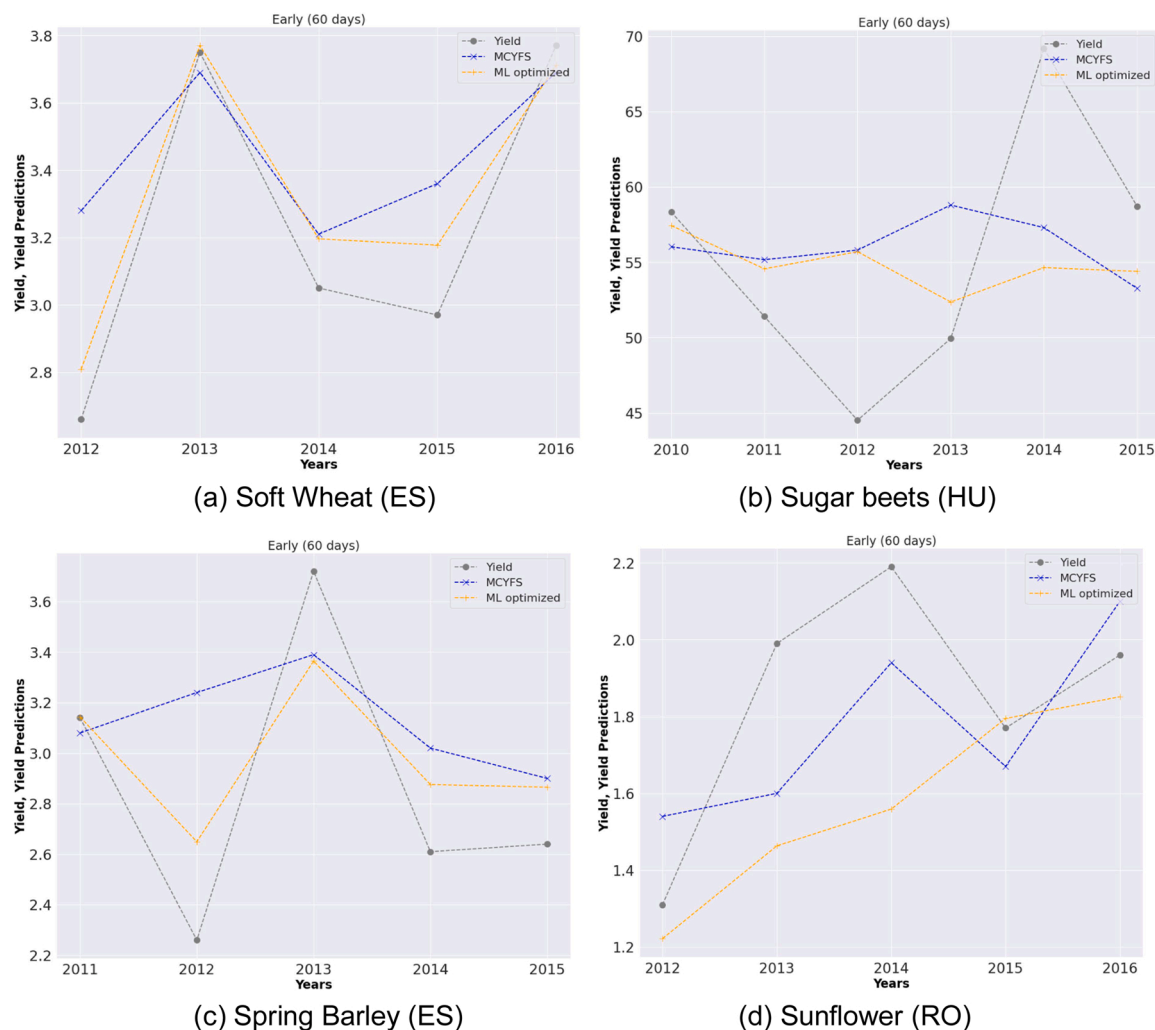 Early (60 days)
3.8
3.6
3.4
3.2
3.0
2.8
Yield, Yield Predictions
Yield
MCYFS
ML optimized
2012 2013 2014 2015 2016
Years
(a) Soft Wheat (ES)
Early (60 days)
70
65
60
55
50
45
Yield, Yield Predictions
Yield
MCYFS
ML optimized
2010 2011 2012 2013 2014 2015
Years
(b) Sugar beets (HU)
Early (60 days)
3.6
3.4
3.2
3.0
2.8
2.6
2.4
2.2
Yield, Yield Predictions
Yield
MCYFS
ML optimized
2011 2012 2013 2014 2015
Years
(c) Spring Barley (ES)
Early (60 days)
2.2
2.0
1.8
1.6
1.4
1.2
Yield, Yield Predictions
Yield
MCYFS
ML optimized
2012 2013 2014 2015 2016
Years
(d) Sunflower (RO)